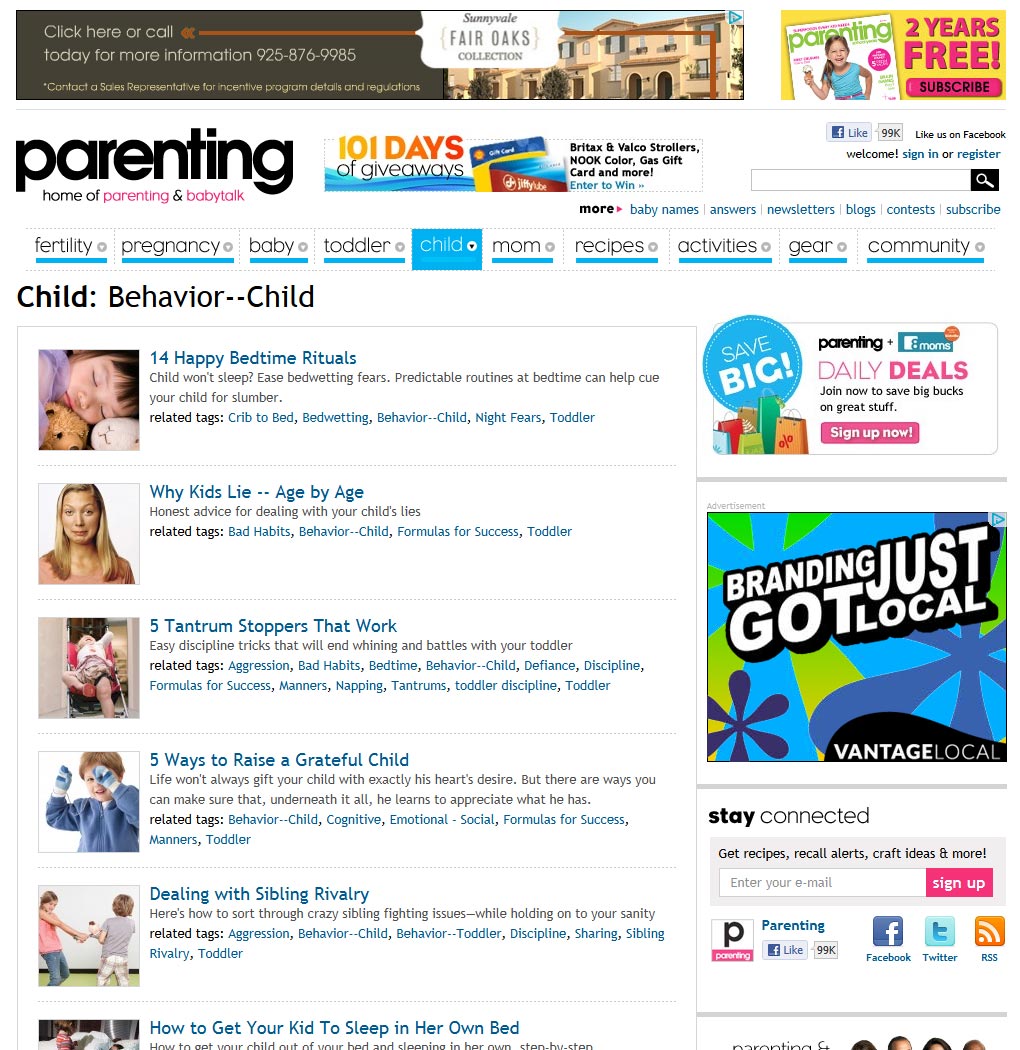 Click here or call
today for more information 925-876-9985
*Contact a Sales Representative for incentive program details and regulations
Sunnyvale
FAIR OAKS
COLLECTION
parenting
2 YEARS
FREE!
SUBSCRIBE
Like 99K Like us on Facebook
welcome! sign in or register
parenting
home of parenting & babytalk
101 DAYS
of giveaways
Gift Card
jiffylube
Britax & Valco Strollers,
NOOK Color, Gas Gift
Card and more!
Enter to Win ››
more baby names answers newsletters blogs contests subscribe
fertility pregnancy baby toddler child mom recipes activities gear community
Child: Behavior--Child
14 Happy Bedtime Rituals
Child won't sleep? Ease bedwetting fears. Predictable routines at bedtime can help cue
your child for slumber.
related tags: Crib to Bed, Bedwetting, Behavior--Child, Night Fears, Toddler
Why Kids Lie -- Age by Age
Honest advice for dealing with your child's lies
related tags: Bad Habits, Behavior--Child, Formulas for Success, Toddler
5 Tantrum Stoppers That Work
Easy discipline tricks that will end whining and battles with your toddler
related tags: Aggression, Bad Habits, Bedtime, Behavior--Child, Defiance, Discipline,
Formulas for Success, Manners, Napping, Tantrums, toddler discipline, Toddler
5 Ways to Raise a Grateful Child
Life won't always gift your child with exactly his heart's desire. But there are ways you
can make sure that, underneath it all, he learns to appreciate what he has.
related tags: Behavior--Child, Cognitive, Emotional - Social, Formulas for Success,
Manners, Toddler
Dealing with Sibling Rivalry
Here's how to sort through crazy sibling fighting issues—while holding on to your sanity
related tags: Aggression, Behavior--Child, Behavior--Toddler, Discipline, Sharing, Sibling
Rivalry, Toddler
How to Get Your Kid To Sleep in Her Own Bed
How to get your child out of your bed and sleeping in her own, step-by-step
SAVE
BIG!
%
parenting + moms
DAILY DEALS
Join now to save big bucks
on great stuff.
Sign up now!
Advertisement
BRANDING JUST
GOT LOCAL
VANTAGELOCAL
stay connected
Get recipes, recall alerts, craft ideas & more!
Enter your e-mail sign up
p
parenting
Parenting
Like 99K
Facebook Twitter RSS
parenting &